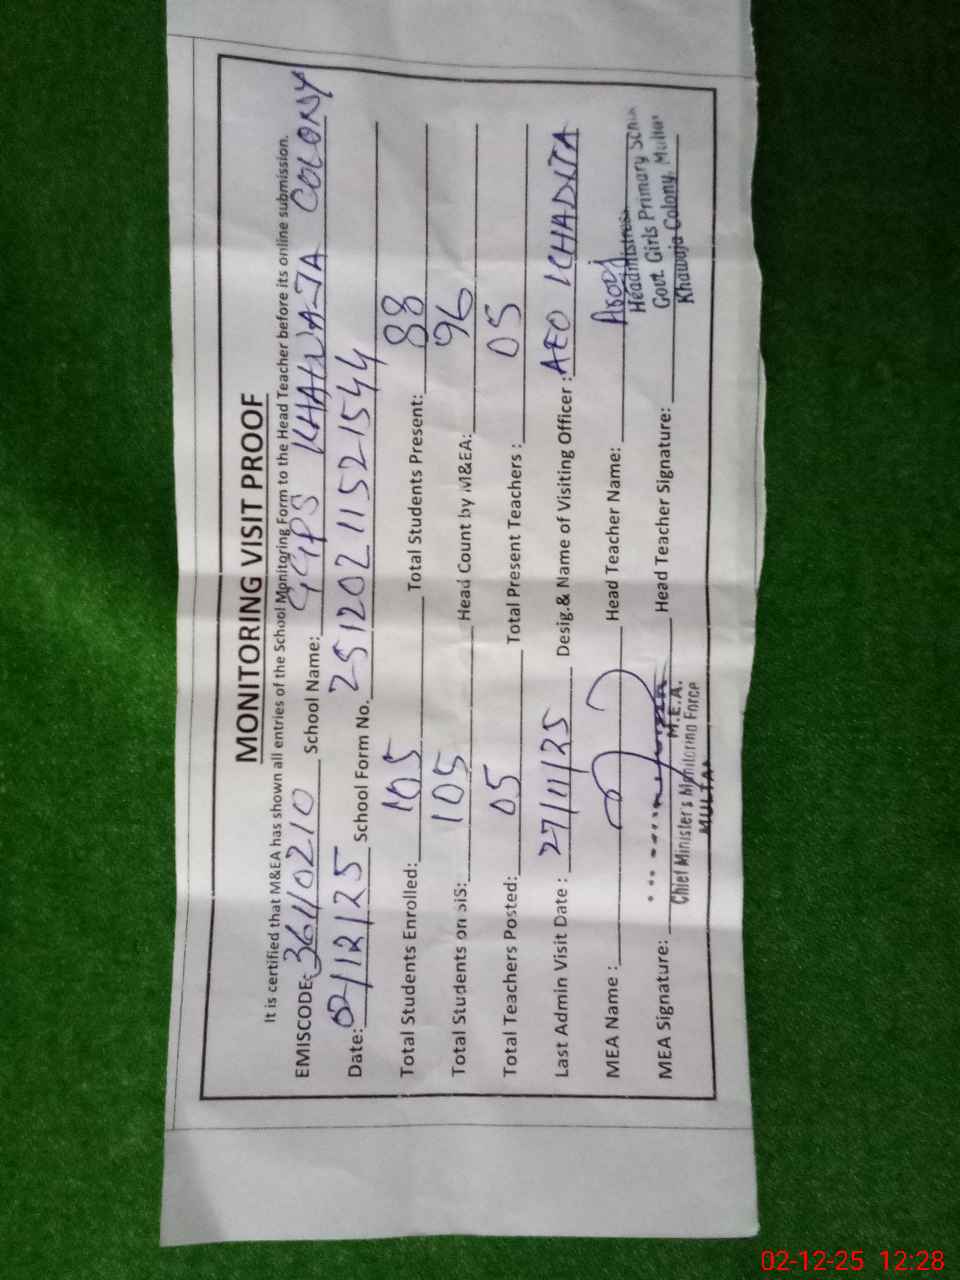 MONITORING VISIT PROOF
It is certified that M&EA has shown all entries of the School Monitoring Form to the Head Teacher before its online submission.
EMISCODE: 36110210 School Name: GGPS KHAWAJA COLONY
Date: 02/12/25 School Form No. 25120211521544
Total Students Enrolled: 105 Total Students Present: 88
Total Students on SiS: 105 Head Count by M&EA: 96
Total Teachers Posted: 05 Total Present Teachers : 05
Last Admin Visit Date : 27/11/25 Desig.& Name of Visiting Officer : AEO KHADIJA
MEA Name : Head Teacher Name:
Headmistress
MEA Signature: Head Teacher Signature:
Govt Girls Primary
Khawaja Colony, Multan
M.E.A.
Chief Minister's Monitoring Force
MULTAN
02-12-25 12:28